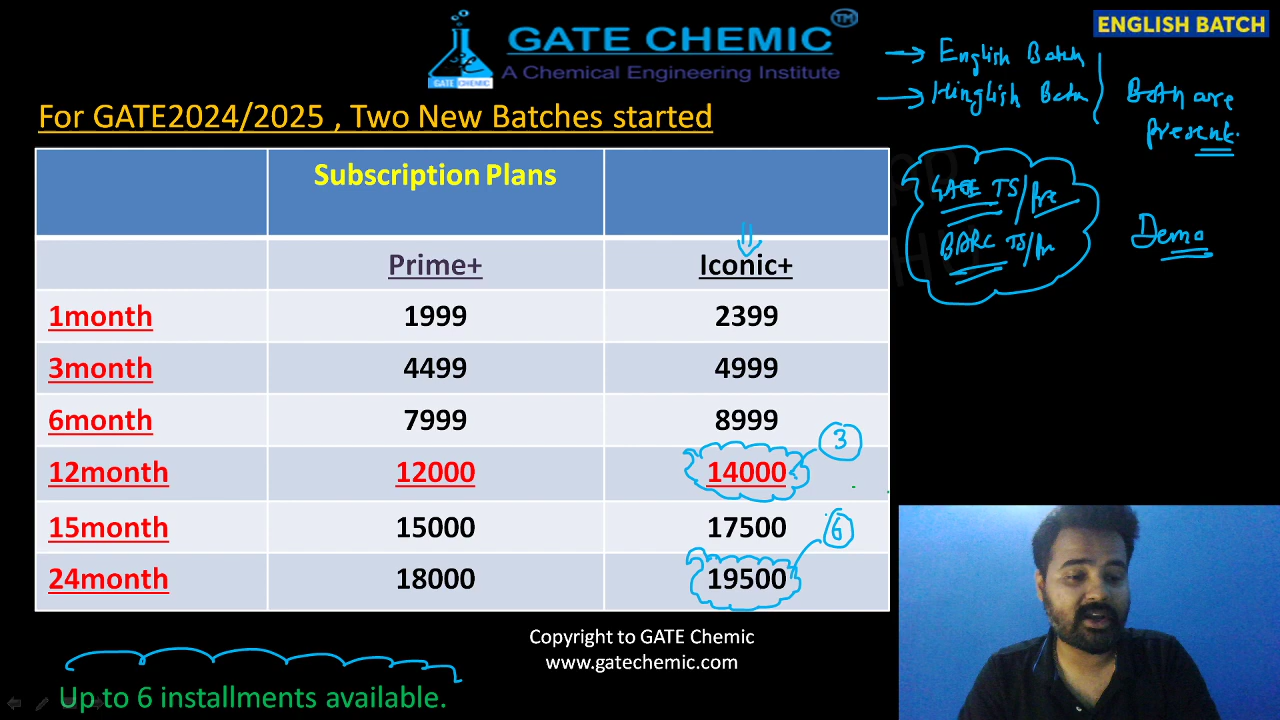 GATE CHEMIC TM
A Chemical Engineering Institute
GATE CHEMIC
ENGLISH BATCH
→ English Batch
→ Hinglish Batch
Both are
present.
For GATE2024/2025 , Two New Batches started
GATE TS/pre
BARC TS/
Demo
Subscription Plans
Prime+ Iconic+
1month 1999 2399
3month 4499 4999
6month 7999 8999
3
12month 12000 14000
15month 15000 17500
6
24month 18000 19500
Copyright to GATE Chemic
www.gatechemic.com
Up to 6 installments available.